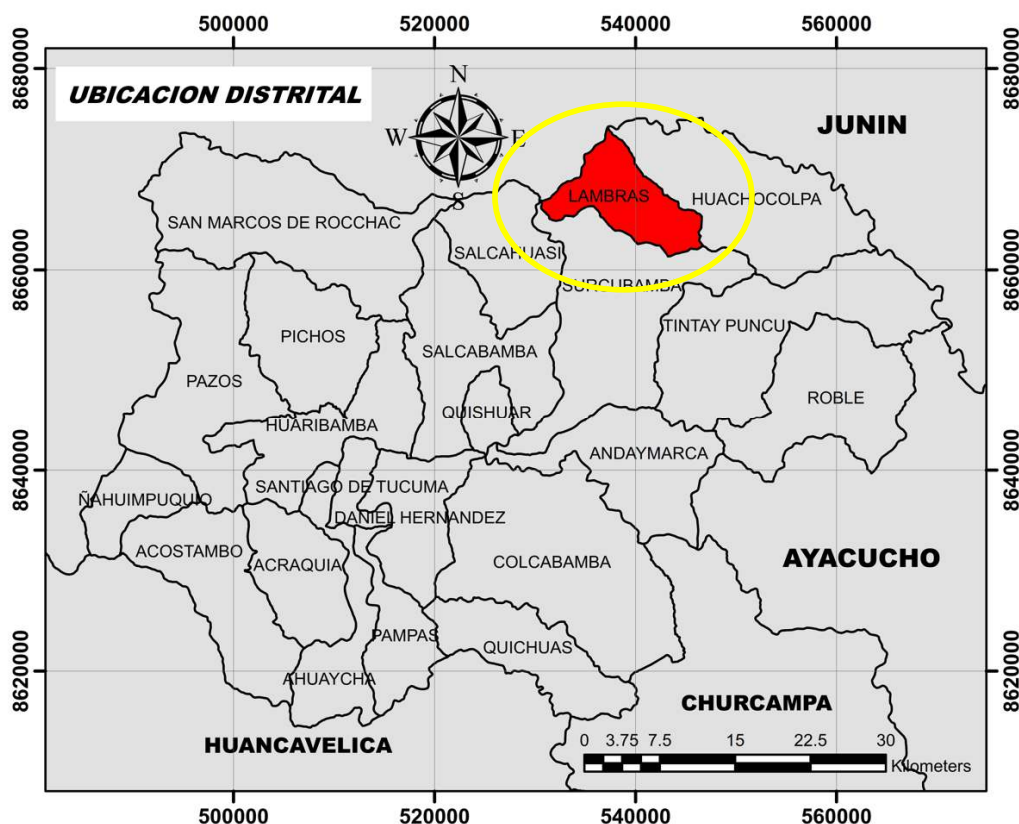 500000 520000 540000 560000
8680000 8680000
UBICACION DISTRITAL
N
W E
S
JUNIN
LAMBRAS
HUACHOCOLPA
SAN MARCOS DE ROCCHAC
SALCAHUASI
8660000 8660000
SURCUBAMBA
TINTAY PUNCU
PICHOS
SALCABAMBA
PAZOS
ROBLE
QUISHUAR
HUARIBAMBA
ANDAYMARCA
8640000 8640000
ÑAHUIMPUQUIO
SANTIAGO DE TUCUMA
DANIEL HERNANDEZ
ACOSTAMBO
ACRAQUIA
COLCABAMBA
AYACUCHO
PAMPAS
QUICHUAS
8620000 8620000
AHUAYCHA
CHURCAMPA
HUANCAVELICA
0 3.75 7.5 15 22.5 30
Kilometers
500000 520000 540000 560000